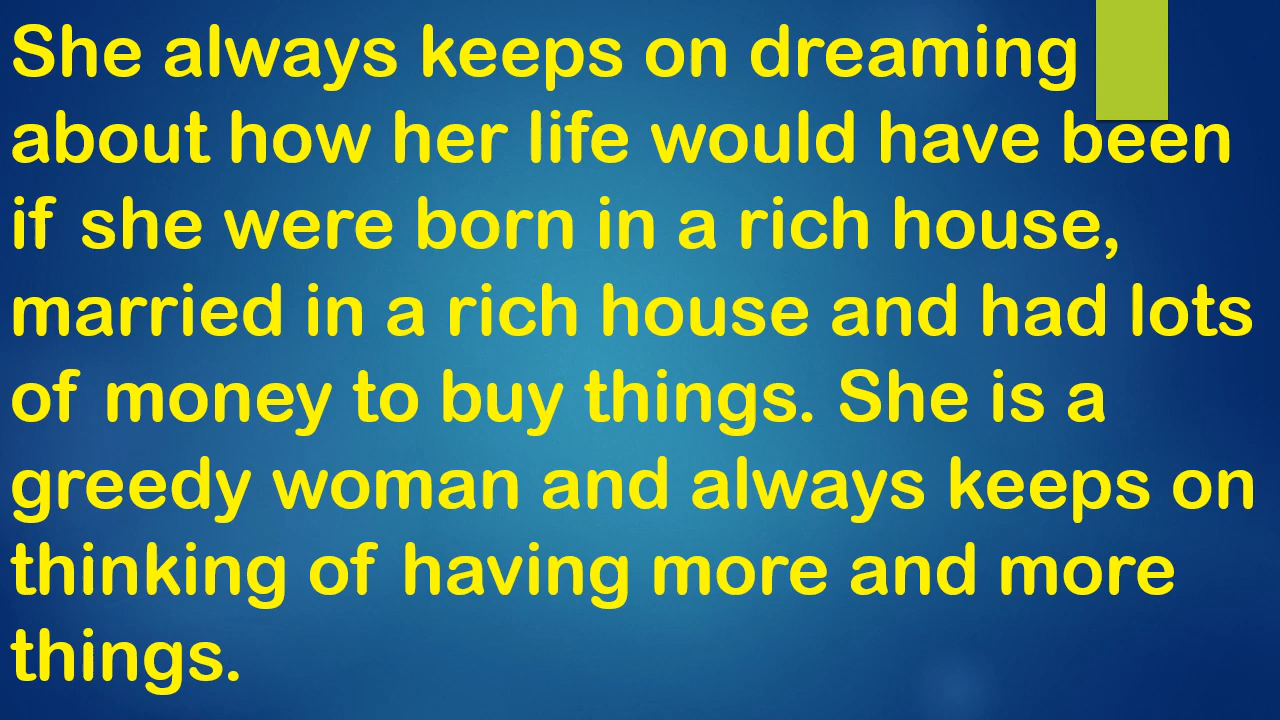 She always keeps on dreaming
about how her life would have been
if she were born in a rich house,
married in a rich house and had lots
of money to buy things. She is a
greedy woman and always keeps on
thinking of having more and more
things.